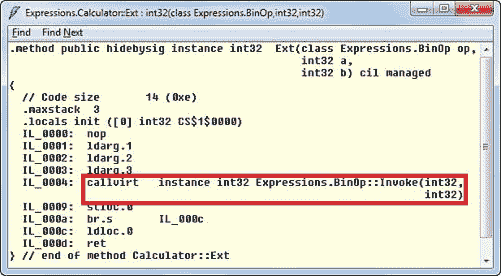 Expressions.Calculator::Ext : int32(class Expressions.BinOp,int32,int32)
Find Find Next
.method public hidebysig instance int32  Ext(class Expressions.BinOp op,
int32 a,
int32 b) cil managed
{
// Code size       14 (0xe)
.maxstack  3
.locals init ([0] int32 CS$1$0000)
IL_0000:  nop
IL_0001:  ldarg.1
IL_0002:  ldarg.2
IL_0003:  ldarg.3
IL_0004:  callvirt   instance int32 Expressions.BinOp::Invoke(int32,
int32)
IL_0009:  stloc.0
IL_000a:  br.s       IL_000c
IL_000c:  ldloc.0
IL_000d:  ret
} // end of method Calculator::Ext